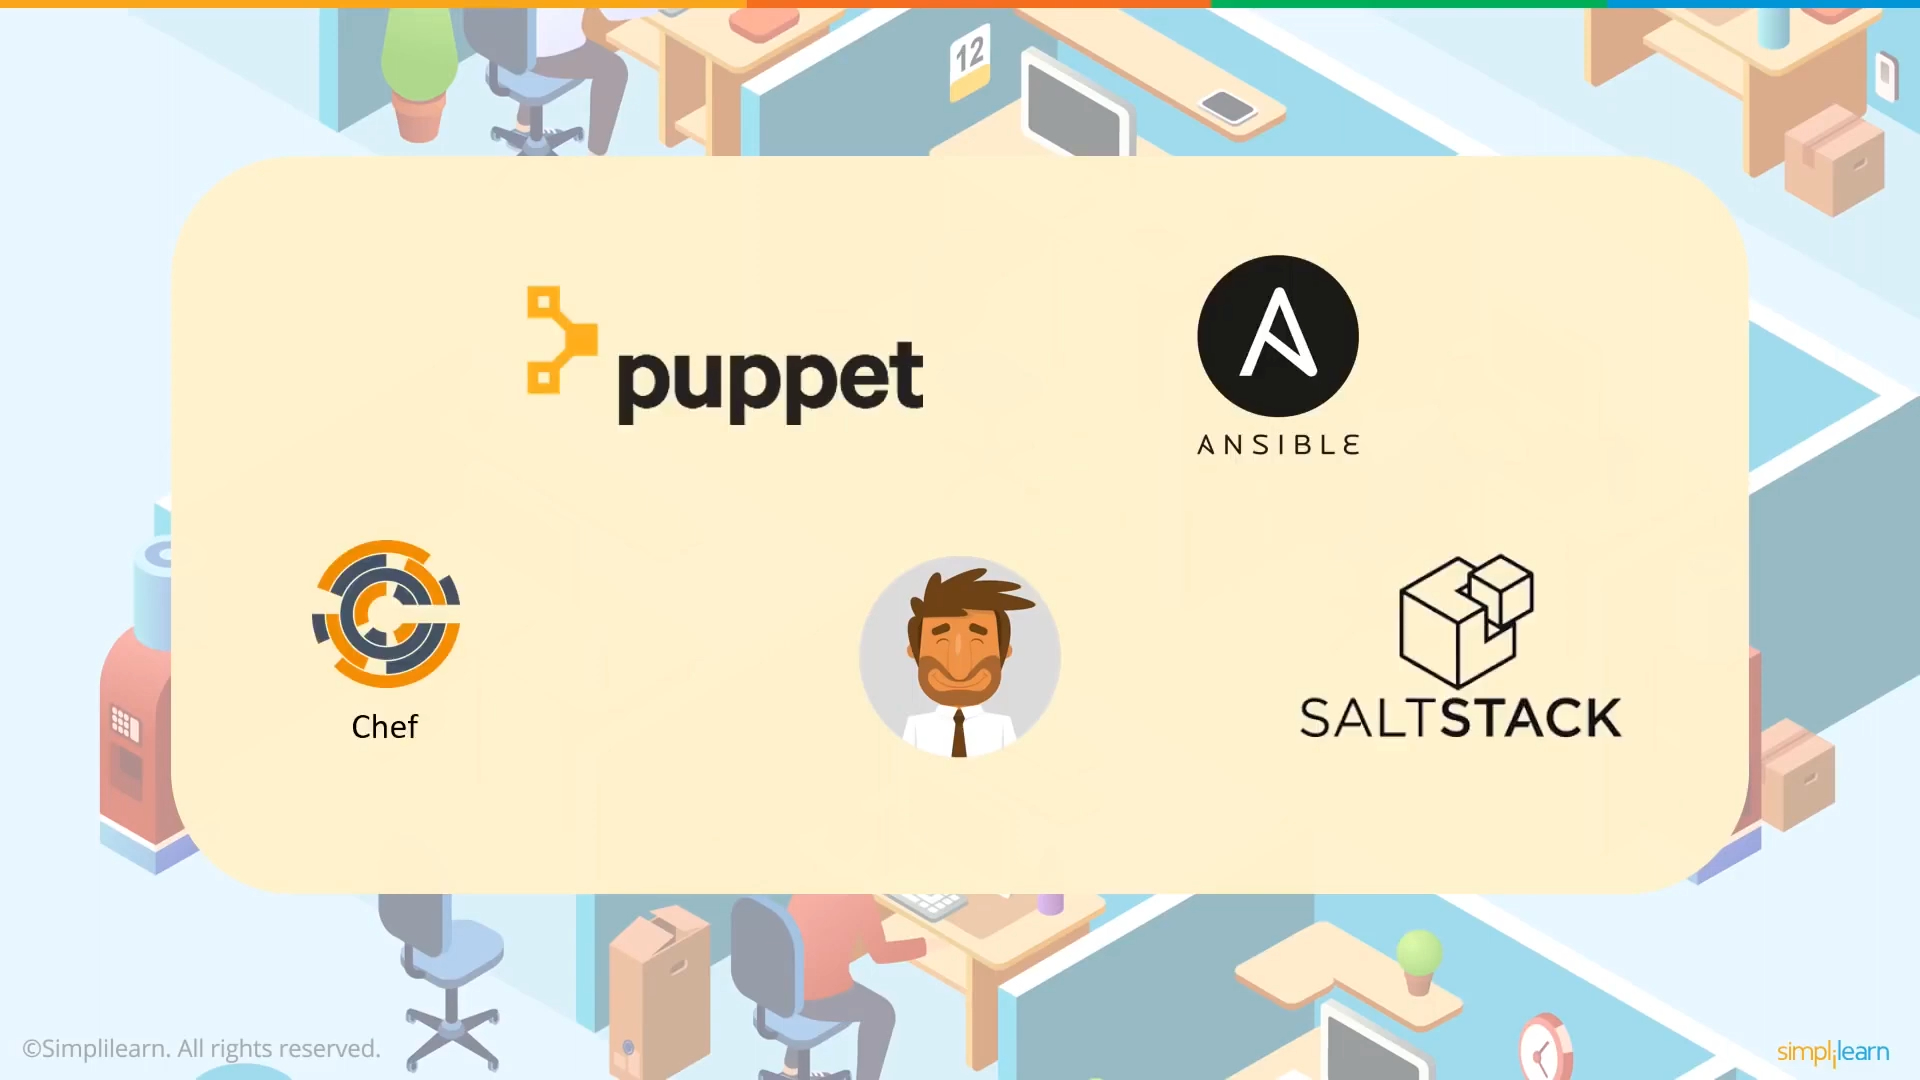 12
puppet
ANSIBLE
Chef
SALTSTACK
©Simplilearn. All rights reserved.
simplilearn